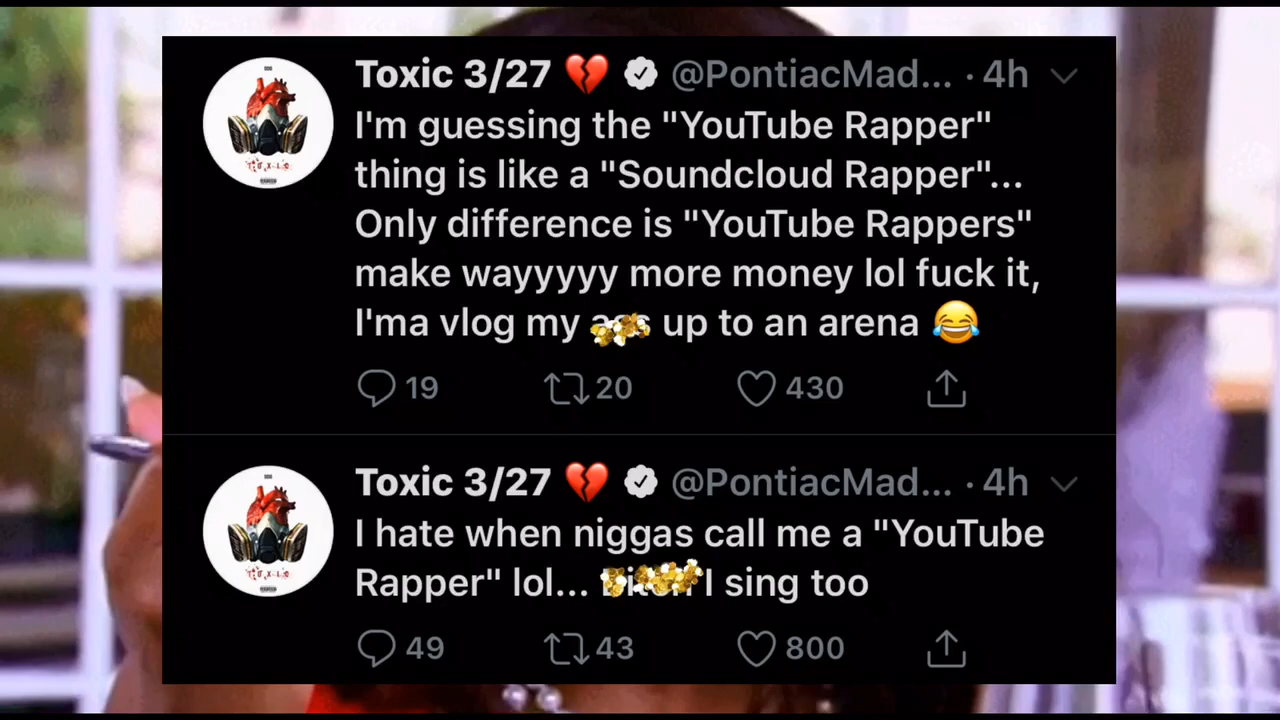 Toxic 3/27 💔 @PontiacMad... · 4h
I'm guessing the "YouTube Rapper"
thing is like a "Soundcloud Rapper"...
Only difference is "YouTube Rappers"
make wayyyyy more money lol fuck it,
I'ma vlog my ass up to an arena 😂
19 20 430
Toxic 3/27 💔 @PontiacMad... · 4h
I hate when niggas call me a "YouTube
Rapper" lol... Bitch I sing too
49 43 800